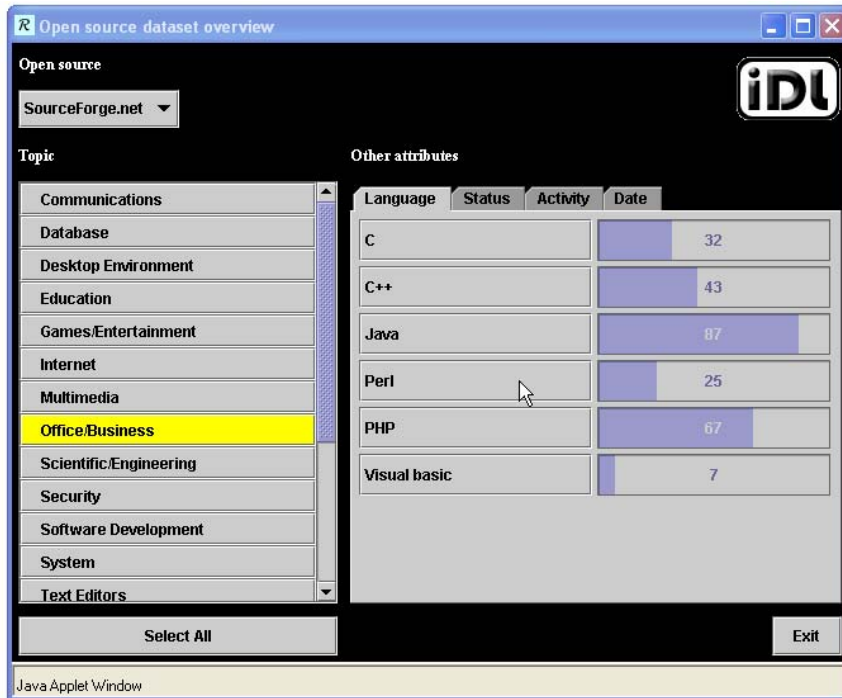 R Open source dataset overview
Open source
SourceForge.net
iDl
Topic
Communications
Database
Desktop Environment
Education
Games/Entertainment
Internet
Multimedia
Office/Business
Scientific/Engineering
Security
Software Development
System
Text Editors
Select All
Other attributes
Language Status Activity Date
C 32
C++ 43
Java 87
Perl 25
PHP 67
Visual basic 7
Exit
Java Applet Window